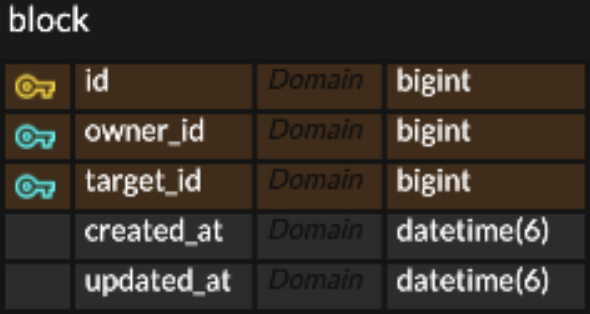 block
id Domain bigint
owner_id Domain bigint
target_id Domain bigint
created_at Domain datetime(6)
updated_at Domain datetime(6)